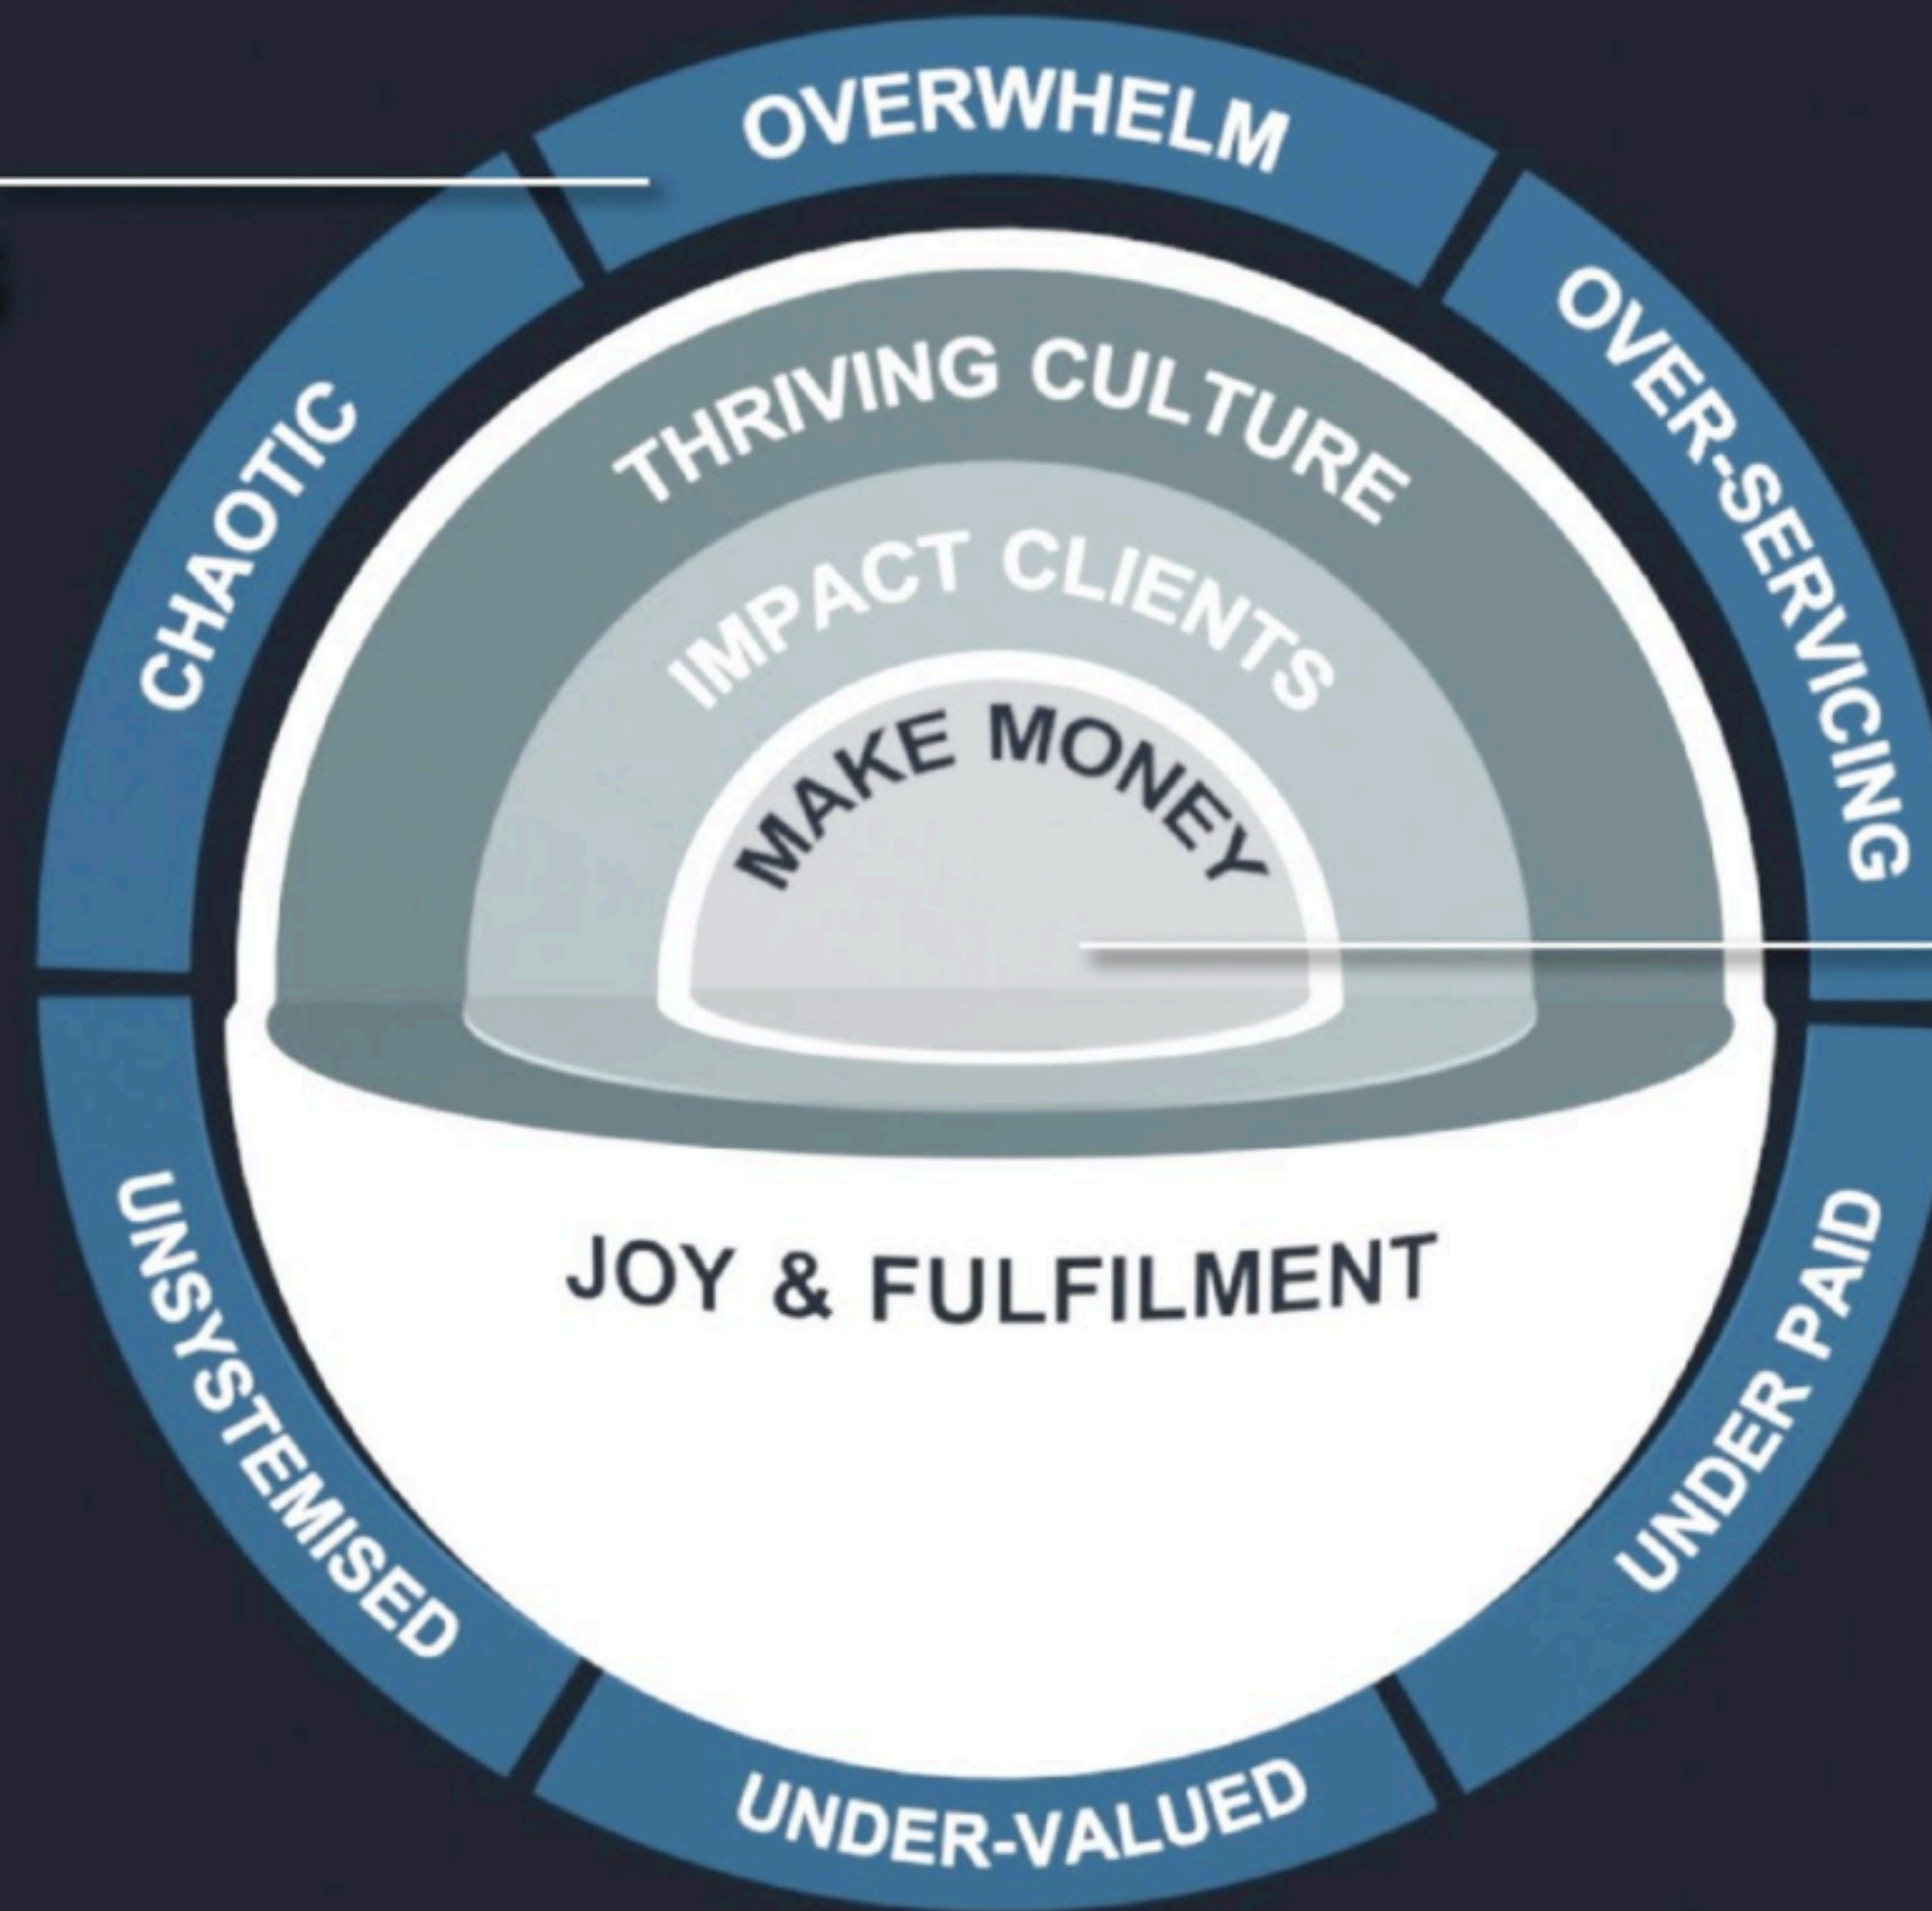 OVERWHELM
OVER-SERVICING
UNDER PAID
UNDER-VALUED
UNSYSTEMISED
CHAOTIC
THRIVING CULTURE
IMPACT CLIENTS
MAKE MONEY
JOY & FULFILMENT